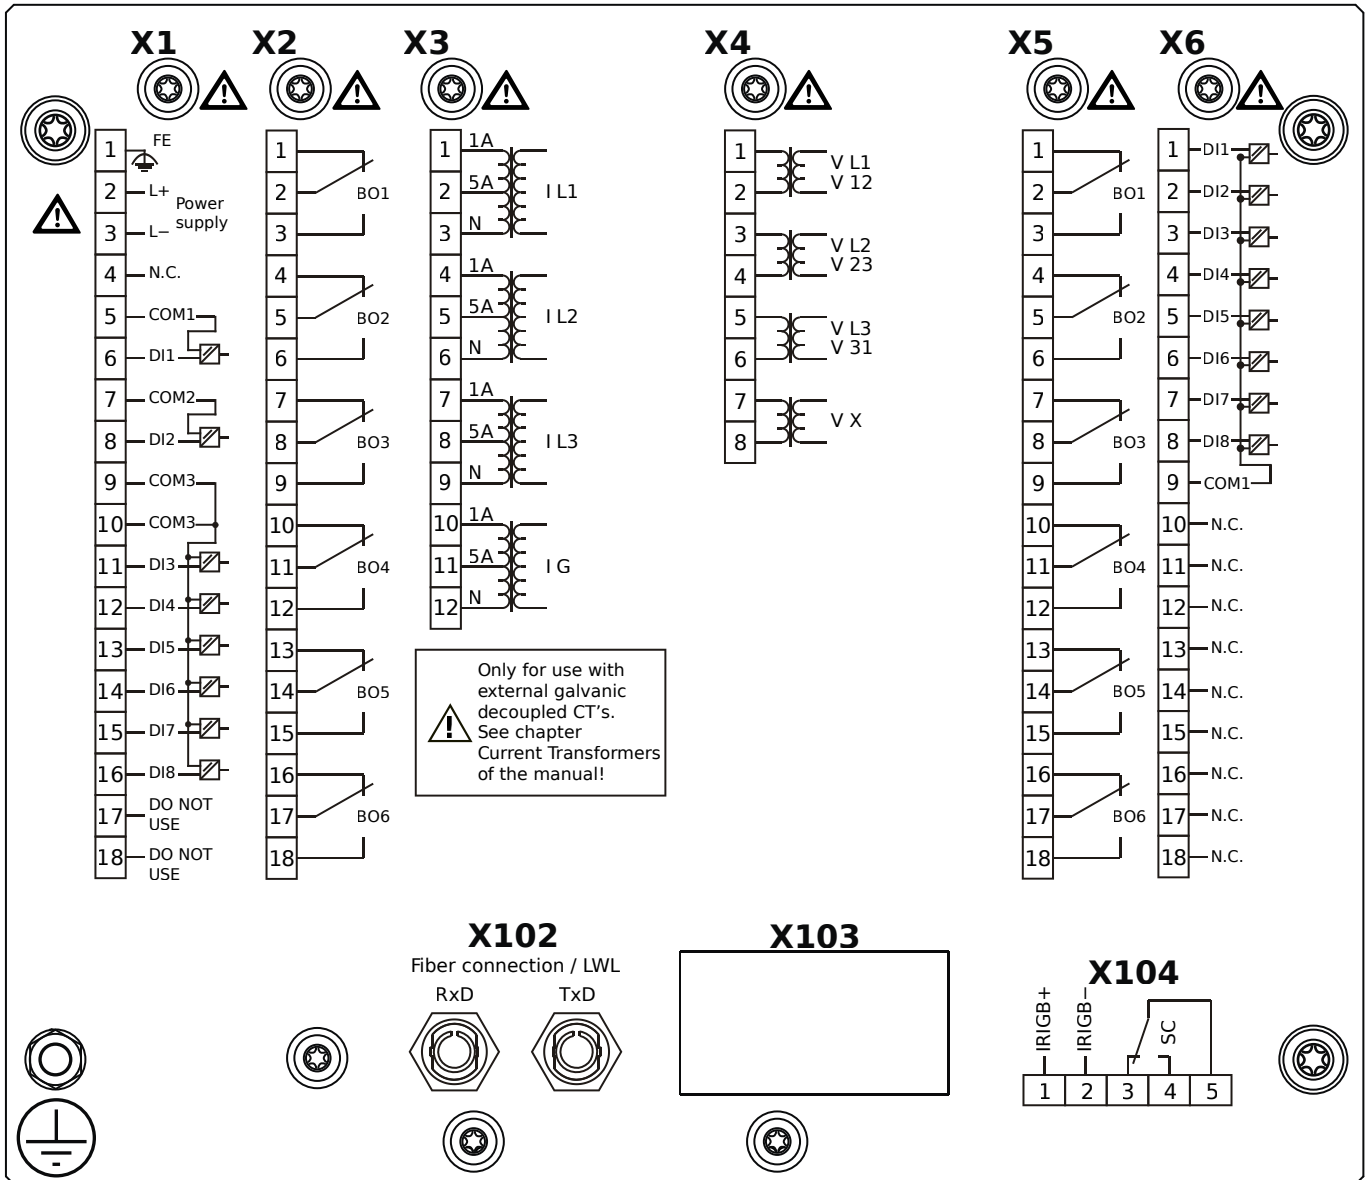 X1 X2 X3 X4 X5 X6
1 FE
2 L+
Power
supply
3 L−
4 N.C.
5 COM1
6 DI1
7 COM2
8 DI2
9 COM3
10 COM3
11 DI3
12 DI4
13 DI5
14 DI6
15 DI7
16 DI8
17 DO NOT
USE
18 DO NOT
USE
1
2 BO1
3
4
5 BO2
6
7
8 BO3
9
10
11 BO4
12
13
14 BO5
15
16
17 BO6
18
1 1A
2 5A I L1
3 N
4 1A
5 5A I L2
6 N
7 1A
8 5A I L3
9 N
10 1A
11 5A I G
12 N
Only for use with
external galvanic
decoupled CT's.
See chapter
Current Transformers
of the manual!
1 V L1
2 V 12
3 V L2
4 V 23
5 V L3
6 V 31
7 V X
8
1
2 BO1
3
4
5 BO2
6
7
8 BO3
9
10
11 BO4
12
13
14 BO5
15
16
17 BO6
18
1 DI1
2 DI2
3 DI3
4 DI4
5 DI5
6 DI6
7 DI7
8 DI8
9 COM1
10 N.C.
11 N.C.
12 N.C.
13 N.C.
14 N.C.
15 N.C.
16 N.C.
17 N.C.
18 N.C.
X102
Fiber connection / LWL
RxD TxD
X103
X104
IRIGB+ IRIGB− SC
1 2 3 4 5